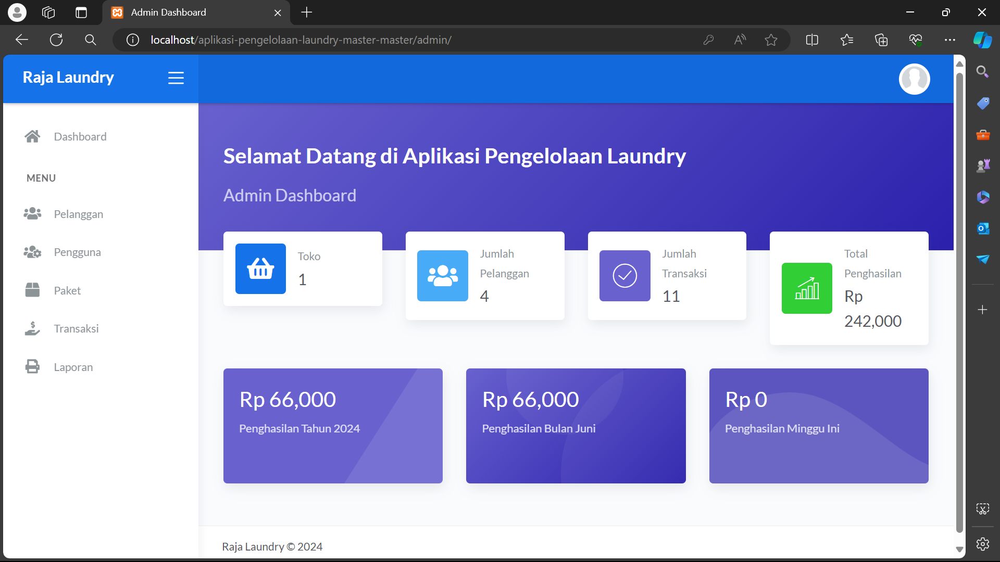 Admin Dashboard
localhost/aplikasi-pengelolaan-laundry-master-master/admin/
Raja Laundry
Dashboard
MENU
Pelanggan
Pengguna
Paket
Transaksi
Laporan
Selamat Datang di Aplikasi Pengelolaan Laundry
Admin Dashboard
Toko
1
Jumlah
Pelanggan
4
Jumlah
Transaksi
11
Total
Penghasilan
Rp
242,000
Rp 66,000
Penghasilan Tahun 2024
Rp 66,000
Penghasilan Bulan Juni
Rp 0
Penghasilan Minggu Ini
Raja Laundry © 2024